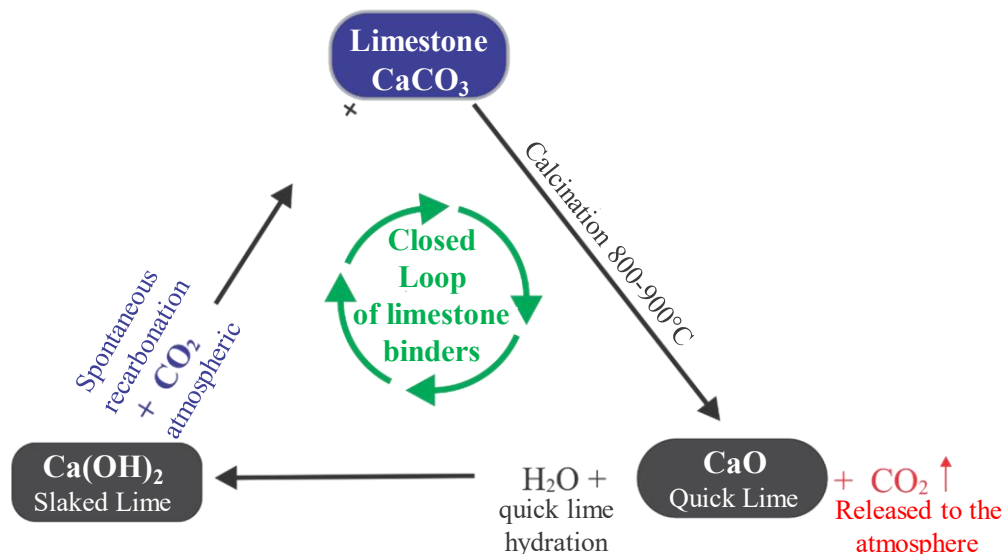 Limestone
CaCO₃
+
Calcination 800-900°C
Closed
Loop
of limestone
binders
Spontaneous
recarbonation
+ CO₂
atmospheric
Ca(OH)₂
Slaked Lime
H₂O +
quick lime
hydration
CaO
Quick Lime
+ CO₂ ↑
Released to the
atmosphere